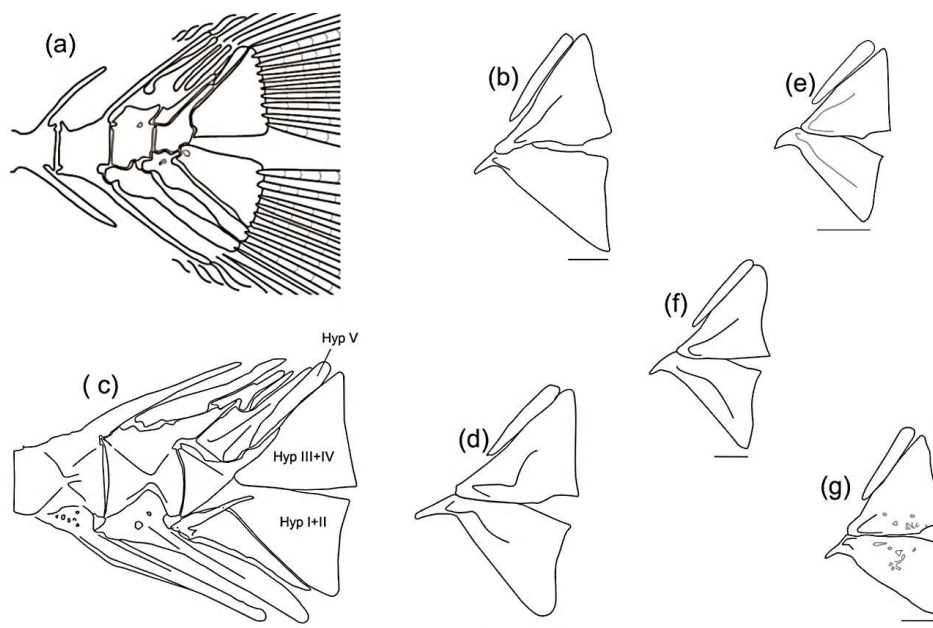 (a)
(b)
(e)
(f)
Hyp V
( c)
Hyp III+IV
(d)
Hyp I+II
(g)